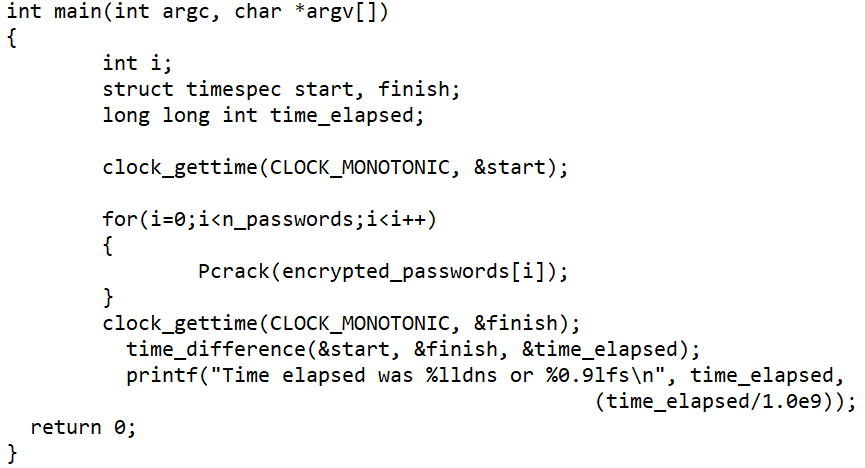 int main(int argc, char *argv[])
{
int i;
struct timespec start, finish;
long long int time_elapsed;
clock_gettime(CLOCK_MONOTONIC, &start);
for(i=0;i<n_passwords;i<i++)
{
Pcrack(encrypted_passwords[i]);
}
clock_gettime(CLOCK_MONOTONIC, &finish);
time_difference(&start, &finish, &time_elapsed);
printf("Time elapsed was %lldns or %0.9lfs\n", time_elapsed,
(time_elapsed/1.0e9));
return 0;
}